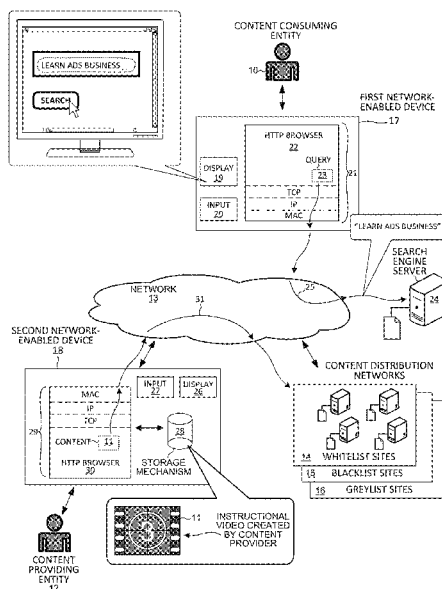 CONTENT CONSUMING
ENTITY
10
LEARN ADS BUSINESS
SEARCH
FIRST NETWORK-
ENABLED DEVICE
17
HTTP BROWSER
22
QUERY
23
21
DISPLAY
19
INPUT
20
TCP
IP
MAC
"LEARN ADS BUSINESS"
SEARCH
ENGINE
SERVER
24
25
NETWORK
13
31
SECOND NETWORK-
ENABLED DEVICE
18
CONTENT DISTRIBUTION
NETWORKS
MAC
IP
TCP
29
CONTENT
11
HTTP BROWSER
30
INPUT
27
DISPLAY
26
28
STORAGE
MECHANISM
14
WHITELIST SITES
15
BLACKLIST SITES
16
GREYLIST SITES
11
INSTRUCTIONAL
VIDEO CREATED
BY CONTENT
PROVIDER
CONTENT
PROVIDING
ENTITY
12